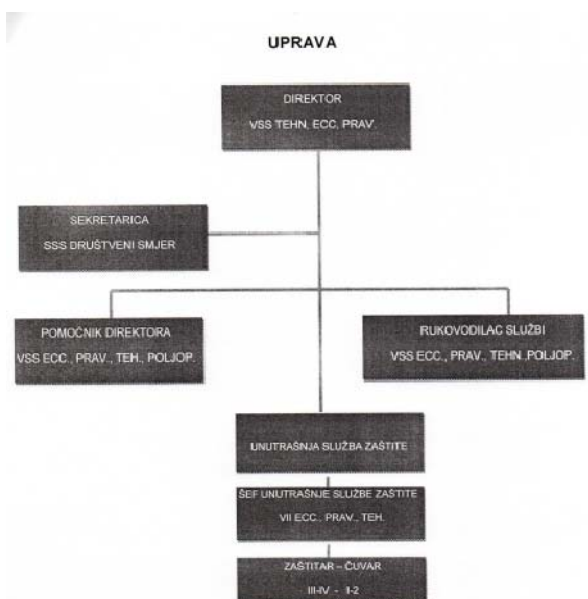 UPRAVA
DIREKTOR
VSS TEHN, ECC, PRAV.
SEKRETARICA
SSS DRUŠTVENI SMJER
POMOĆNIK DIREKTORA
VSS ECC., PRAV., TEH., POLJOP.
RUKOVODILAC SLUŽBI
VSS ECC., PRAV., TEHN.,POLJOP.
UNUTRAŠNJA SLUŽBA ZAŠTITE
ŠEF UNUTRAŠNJE SLUŽBE ZAŠTITE
VII ECC., PRAV., TEH.
ZAŠTITAR – ČUVAR
III-IV - II-2